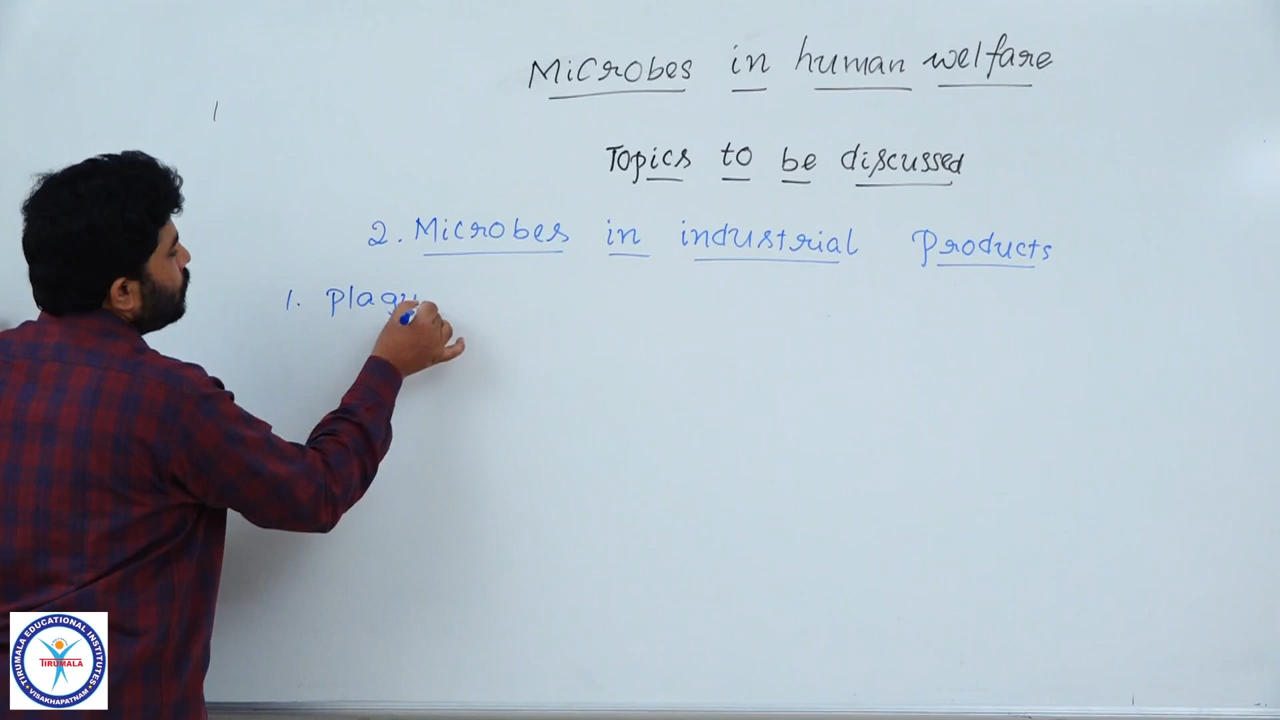 Microbes in human welfare
Topics to be discussed
2. Microbes in industrial Products
1. plagu
TIRUMALA EDUCATIONAL INSTITUTES
TIRUMALA
VISAKHAPATNAM